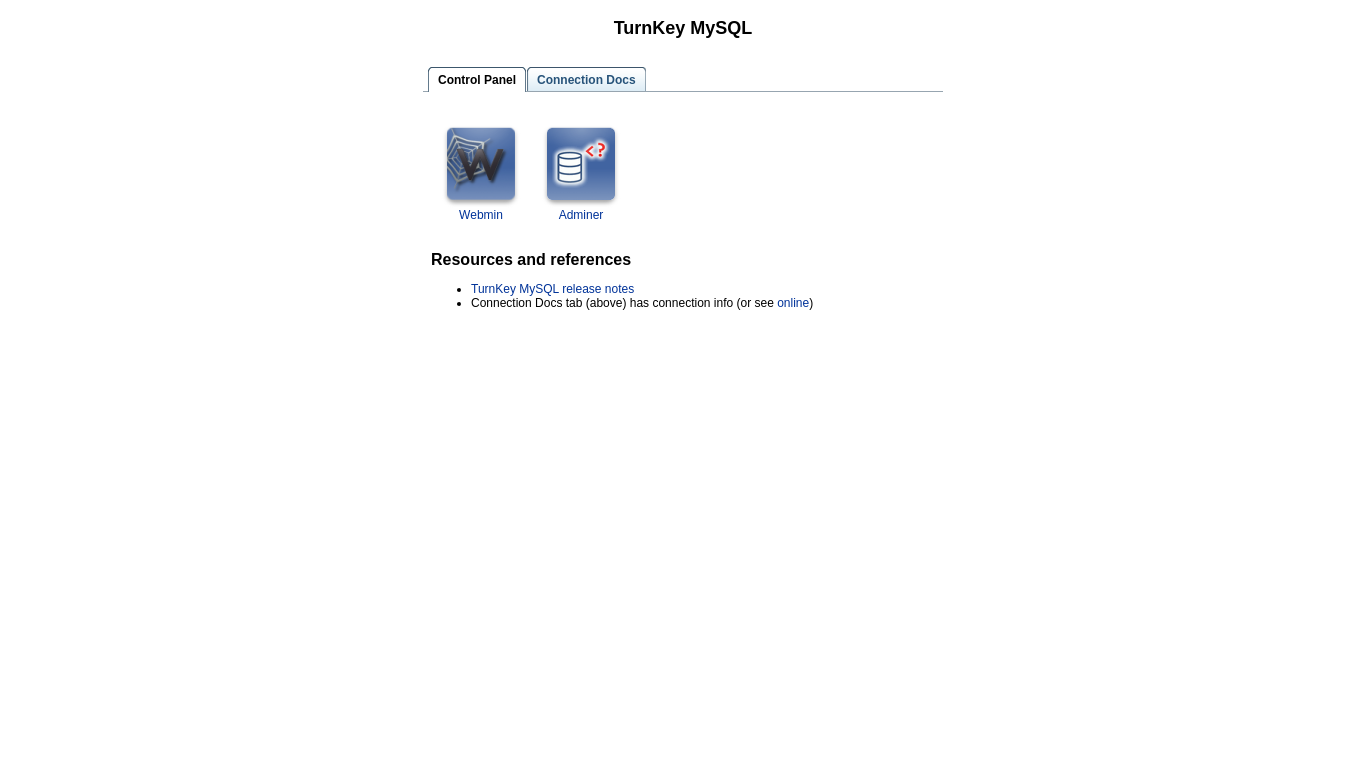 TurnKey MySQL
Control Panel Connection Docs
W <?
Webmin Adminer
Resources and references
TurnKey MySQL release notes
Connection Docs tab (above) has connection info (or see online)